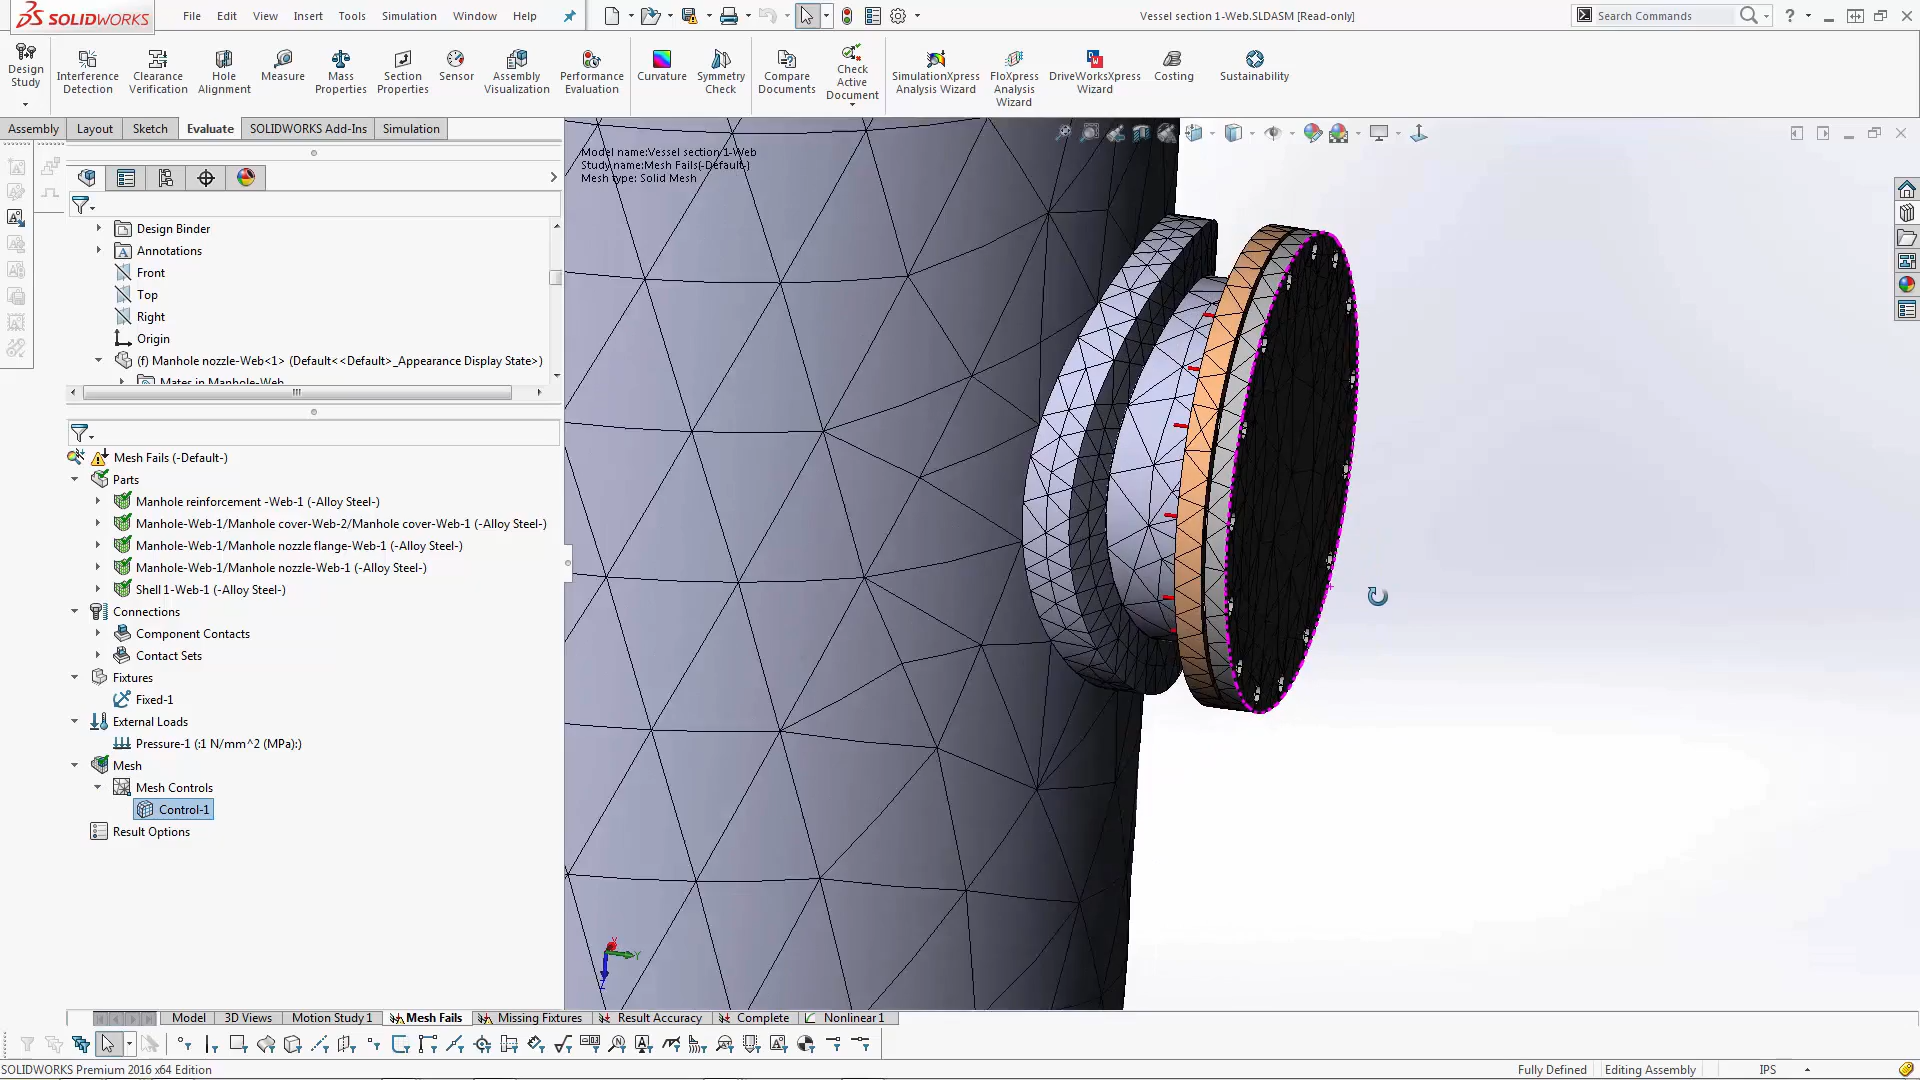 SOLIDWORKS
File
Edit
View
Insert
Tools
Simulation
Window
Help
Vessel section 1-Web.SLDASM [Read-only]
Search Commands
Design Study
Interference Detection
Clearance Verification
Hole Alignment
Measure
Mass Properties
Section Properties
Sensor
Assembly Visualization
Performance Evaluation
Curvature
Symmetry Check
Compare Documents
Check Active Document
SimulationXpress Analysis Wizard
FloXpress Analysis Wizard
DriveWorksXpress Wizard
Costing
Sustainability
Assembly
Layout
Sketch
Evaluate
SOLIDWORKS Add-Ins
Simulation
Model name:Vessel section 1-Web
Study name:Mesh Fails(-Default-)
Mesh type: Solid Mesh
Design Binder
Annotations
Front
Top
Right
Origin
(f) Manhole nozzle-Web<1> (Default<<Default>_Appearance Display State>)
Mates in Manhole-Web
Mesh Fails (-Default-)
Parts
Manhole reinforcement -Web-1 (-Alloy Steel-)
Manhole-Web-1/Manhole cover-Web-2/Manhole cover-Web-1 (-Alloy Steel-)
Manhole-Web-1/Manhole nozzle flange-Web-1 (-Alloy Steel-)
Manhole-Web-1/Manhole nozzle-Web-1 (-Alloy Steel-)
Shell 1-Web-1 (-Alloy Steel-)
Connections
Component Contacts
Contact Sets
Fixtures
Fixed-1
External Loads
Pressure-1 (:1 N/mm^2 (MPa):)
Mesh
Mesh Controls
Control-1
Result Options
Y
Z
Model
3D Views
Motion Study 1
Mesh Fails
Missing Fixtures
Result Accuracy
Complete
Nonlinear 1
SOLIDWORKS Premium 2016 x64 Edition
Fully Defined
Editing Assembly
IPS